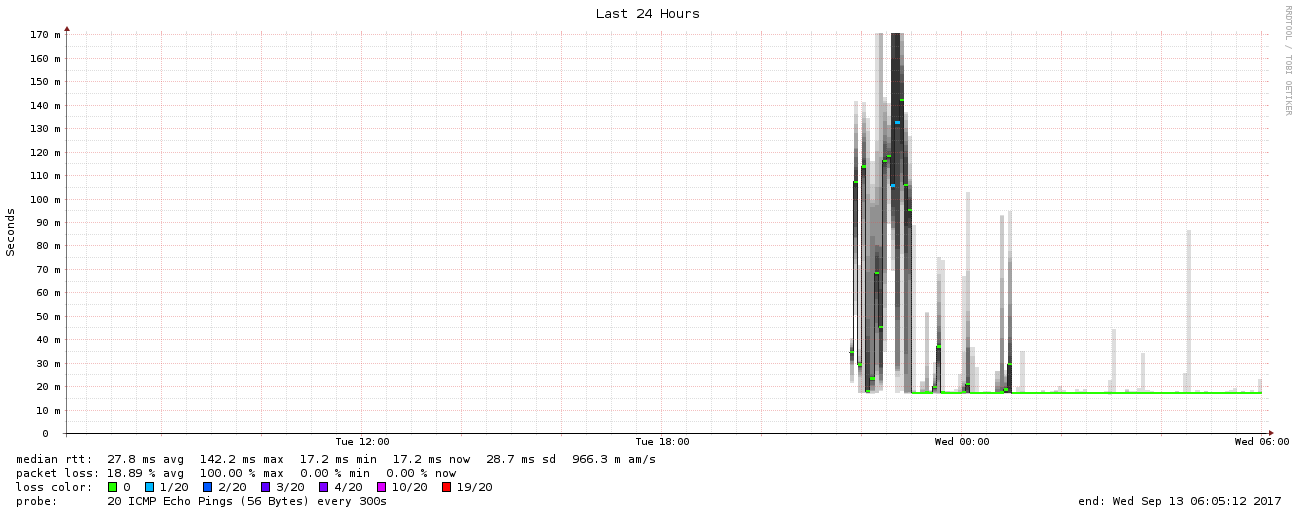 Last 24 Hours
RRDTOOL / TOBI OETIKER
Seconds
170 m
160 m
150 m
140 m
130 m
120 m
110 m
100 m
90 m
80 m
70 m
60 m
50 m
40 m
30 m
20 m
10 m
0
Tue 12:00 Tue 18:00 Wed 00:00 Wed 06:00
median rtt: 27.8 ms avg 142.2 ms max 17.2 ms min 17.2 ms now 28.7 ms sd 966.3 m am/s
packet loss: 18.89 % avg 100.00 % max 0.00 % min 0.00 % now
loss color: 0 1/20 2/20 3/20 4/20 10/20 19/20
probe: 20 ICMP Echo Pings (56 Bytes) every 300s end: Wed Sep 13 06:05:12 2017